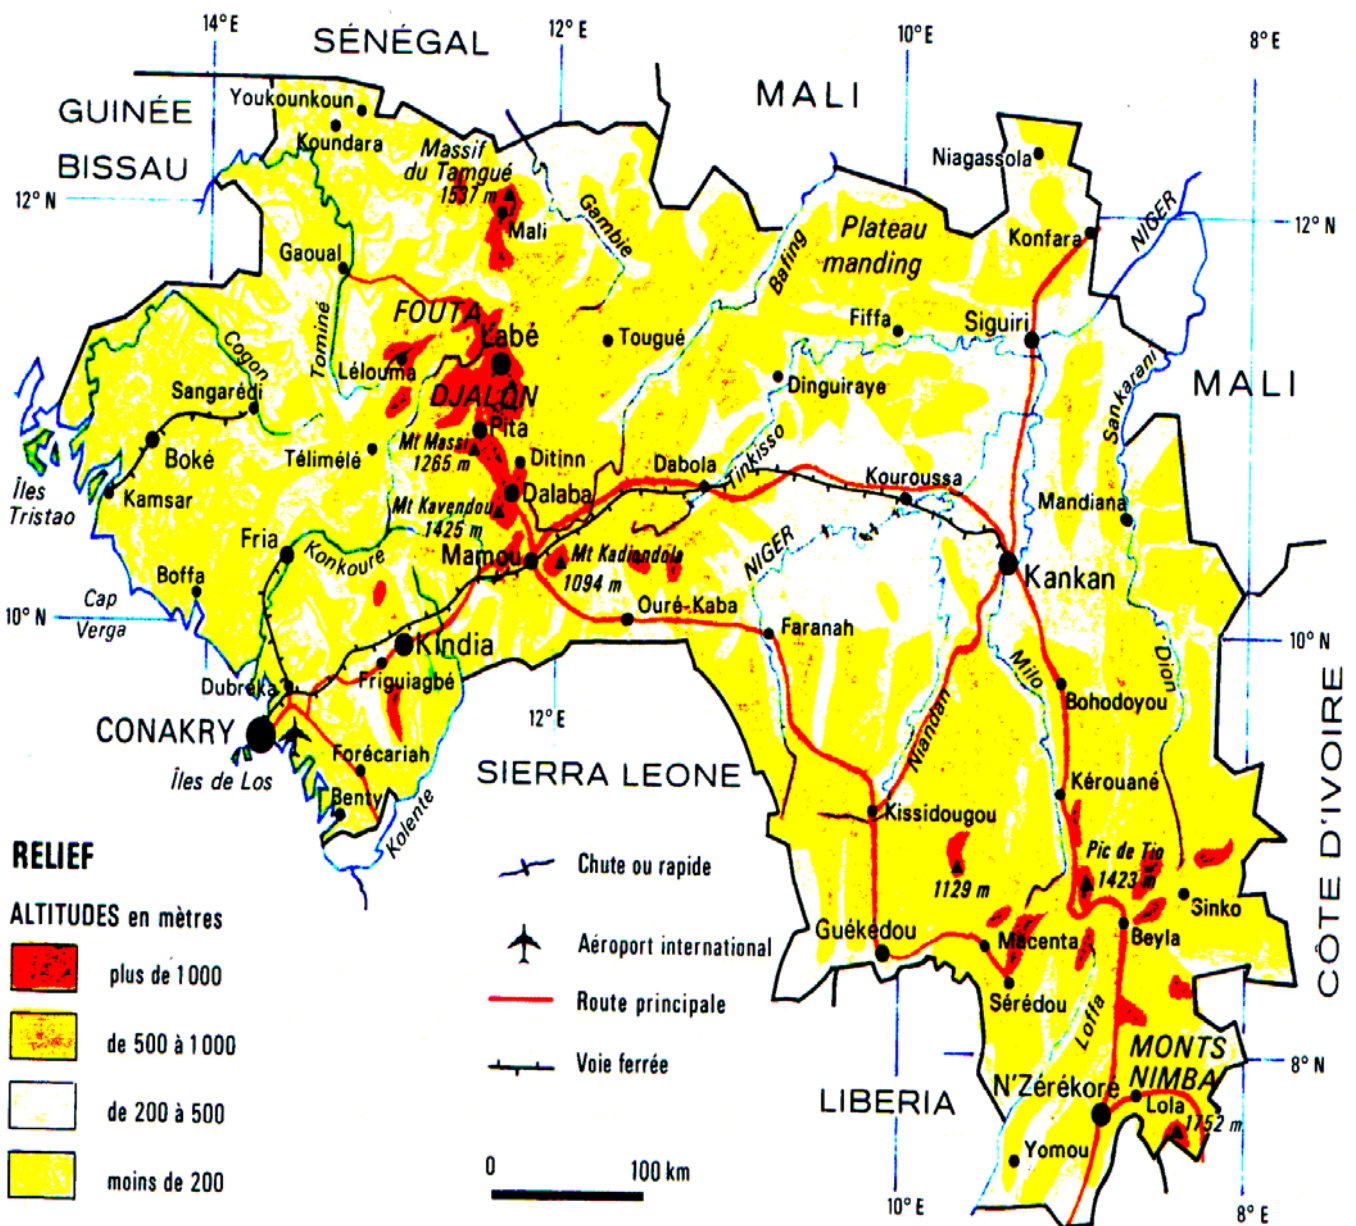 14° E
12° E
10° E
8° E
SÉNÉGAL
MALI
GUINÉE
BISSAU
Youkounkoun
Koundara
Massif
du Tamgué
1537 m
Mali
Gambie
Niagassola
12° N
12° N
Plateau
manding
Bafing
Konfara
NIGER
Gaoual
FOUTA
DJALON
Labé
Tougué
Fiffa
Siguiri
Cogon
Tominé
Lélouma
Dinguiraye
Sankarani
MALI
Sangarédi
Pita
Mt Massi
1265 m
Ditinn
Boké
Télimélé
Dabola
Tinkisso
Kouroussa
Îles
Tristao
Kamsar
Dalaba
Mt Kavendou
1425 m
Mandiana
Fria
Konkouré
Mamou
Mt Kadiondola
1094 m
NIGER
Kankan
Boffa
10° N
Cap
Verga
Ouré-Kaba
Faranah
10° N
Kindia
Friguiagbé
Dubréka
Milo
Dion
Bohodoyou
Niandan
CONAKRY
12° E
Forécariah
Îles de Los
SIERRA LEONE
Benty
Kolente
Kissidougou
Kérouané
CÔTE D'IVOIRE
Pic de Tio
1423 m
1129 m
Sinko
Guékédou
Macenta
Beyla
Sérédou
Loffa
MONTS
NIMBA
8° N
N'Zérékoré
Lola
1752 m
LIBERIA
Yomou
10° E
8° E
RELIEF
ALTITUDES en mètres
plus de 1000
de 500 à 1000
de 200 à 500
moins de 200
Chute ou rapide
Aéroport international
Route principale
Voie ferrée
0 100 km